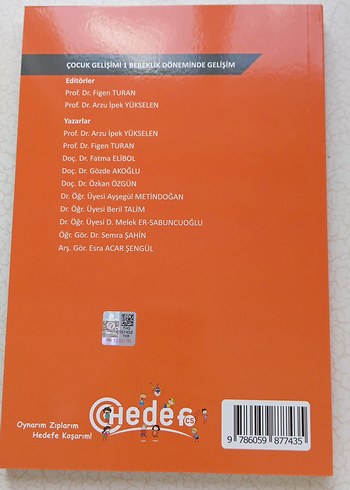 ÇOCUK GELİŞİMİ 1 BEBEKLİK DÖNEMİNDE GELİŞİM
Editörler
Prof. Dr. Figen TURAN
Prof. Dr. Arzu İpek YÜKSELEN
Yazarlar
Prof. Dr. Arzu İpek YÜKSELEN
Prof. Dr. Figen TURAN
Doç. Dr. Fatma ELİBOL
Doç. Dr. Gözde AKOĞLU
Doç. Dr. Özkan ÖZGÜN
Dr. Öğr. Üyesi Ayşegül METİNDOĞAN
Dr. Öğr. Üyesi Beril TALİM
Dr. Öğr. Üyesi D. Melek ER-SABUNCUOĞLU
Öğr. Gör. Dr. Semra ŞAHİN
Arş. Gör. Esra ACAR ŞENGÜL
Oynarım Zıplarım
Hedefe Koşarım!
Hedef CS
9 786059 877435